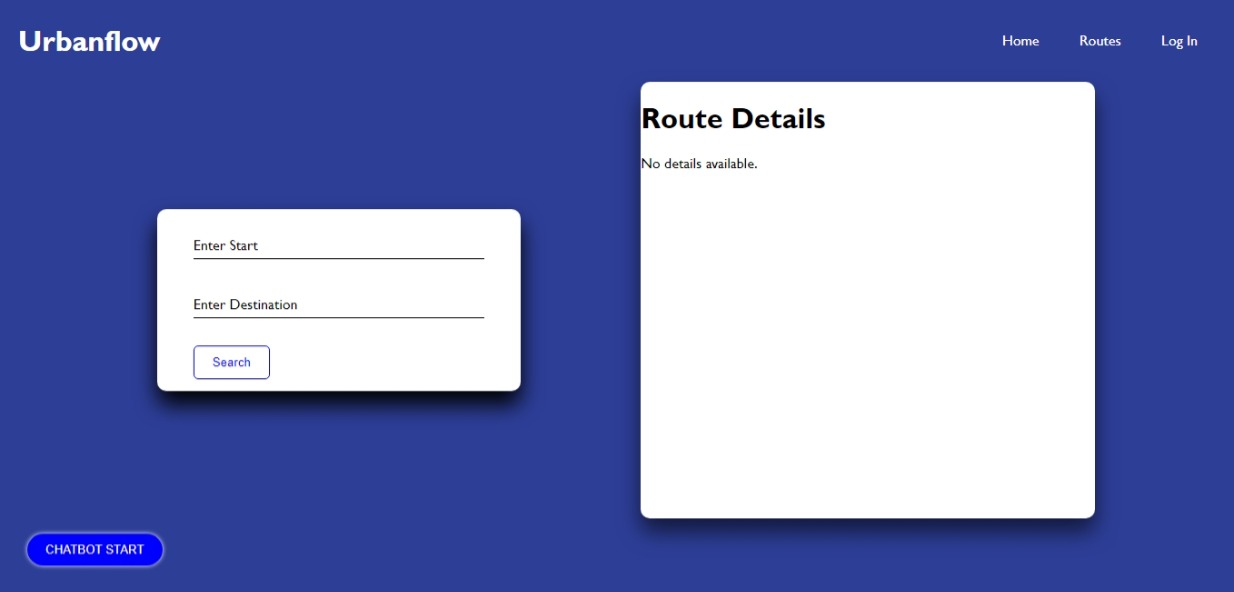 Urbanflow
Home Routes Log In
Route Details
No details available.
Enter Start
Enter Destination
Search
CHATBOT START